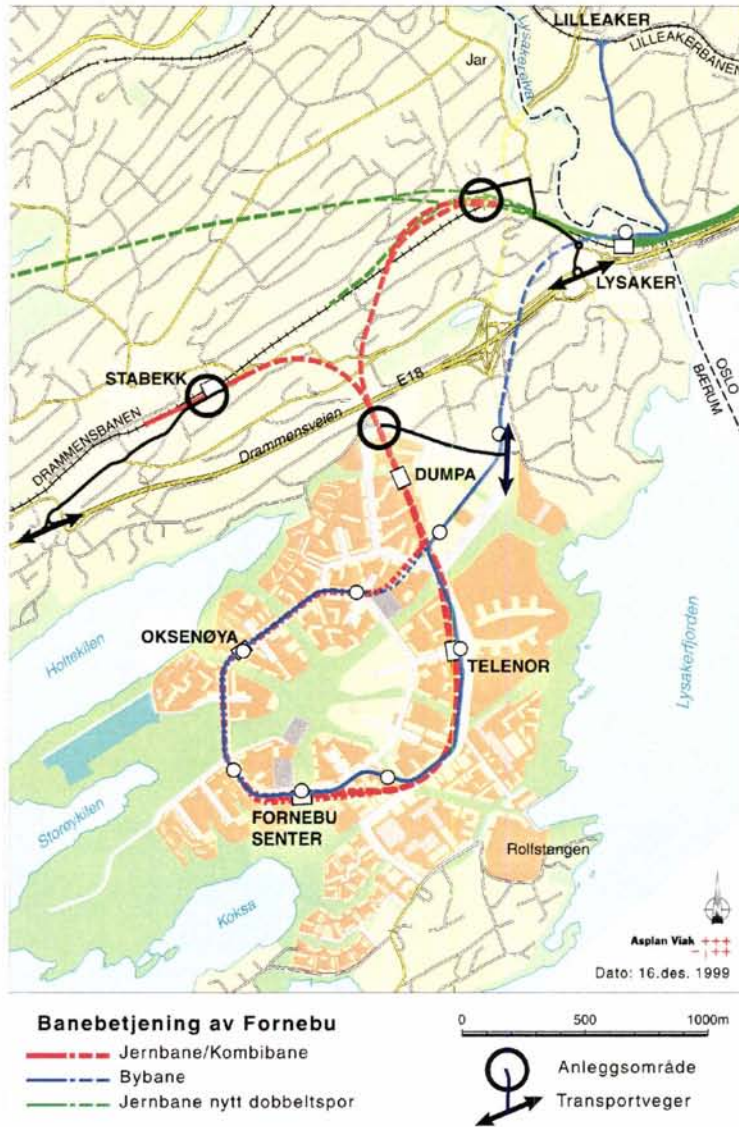 LILLEAKER
LILLEAKERBANEN
Lysakerelva
Jar
LYSAKER
OSLO
BÆRUM
STABEKK
E18
DRAMMENSBANEN
Drammensveien
DUMPA
Holtekilen
OKSENØYA
TELENOR
Lysakerfjorden
Storøykilen
FORNEBU
SENTER
Rolfstangen
Koksa
Asplan Viak
Dato: 16.des. 1999
Banebetjening av Fornebu
Jernbane/Kombibane
Bybane
Jernbane nytt dobbeltspor
0 500 1000m
Anleggsområde
Transportveger